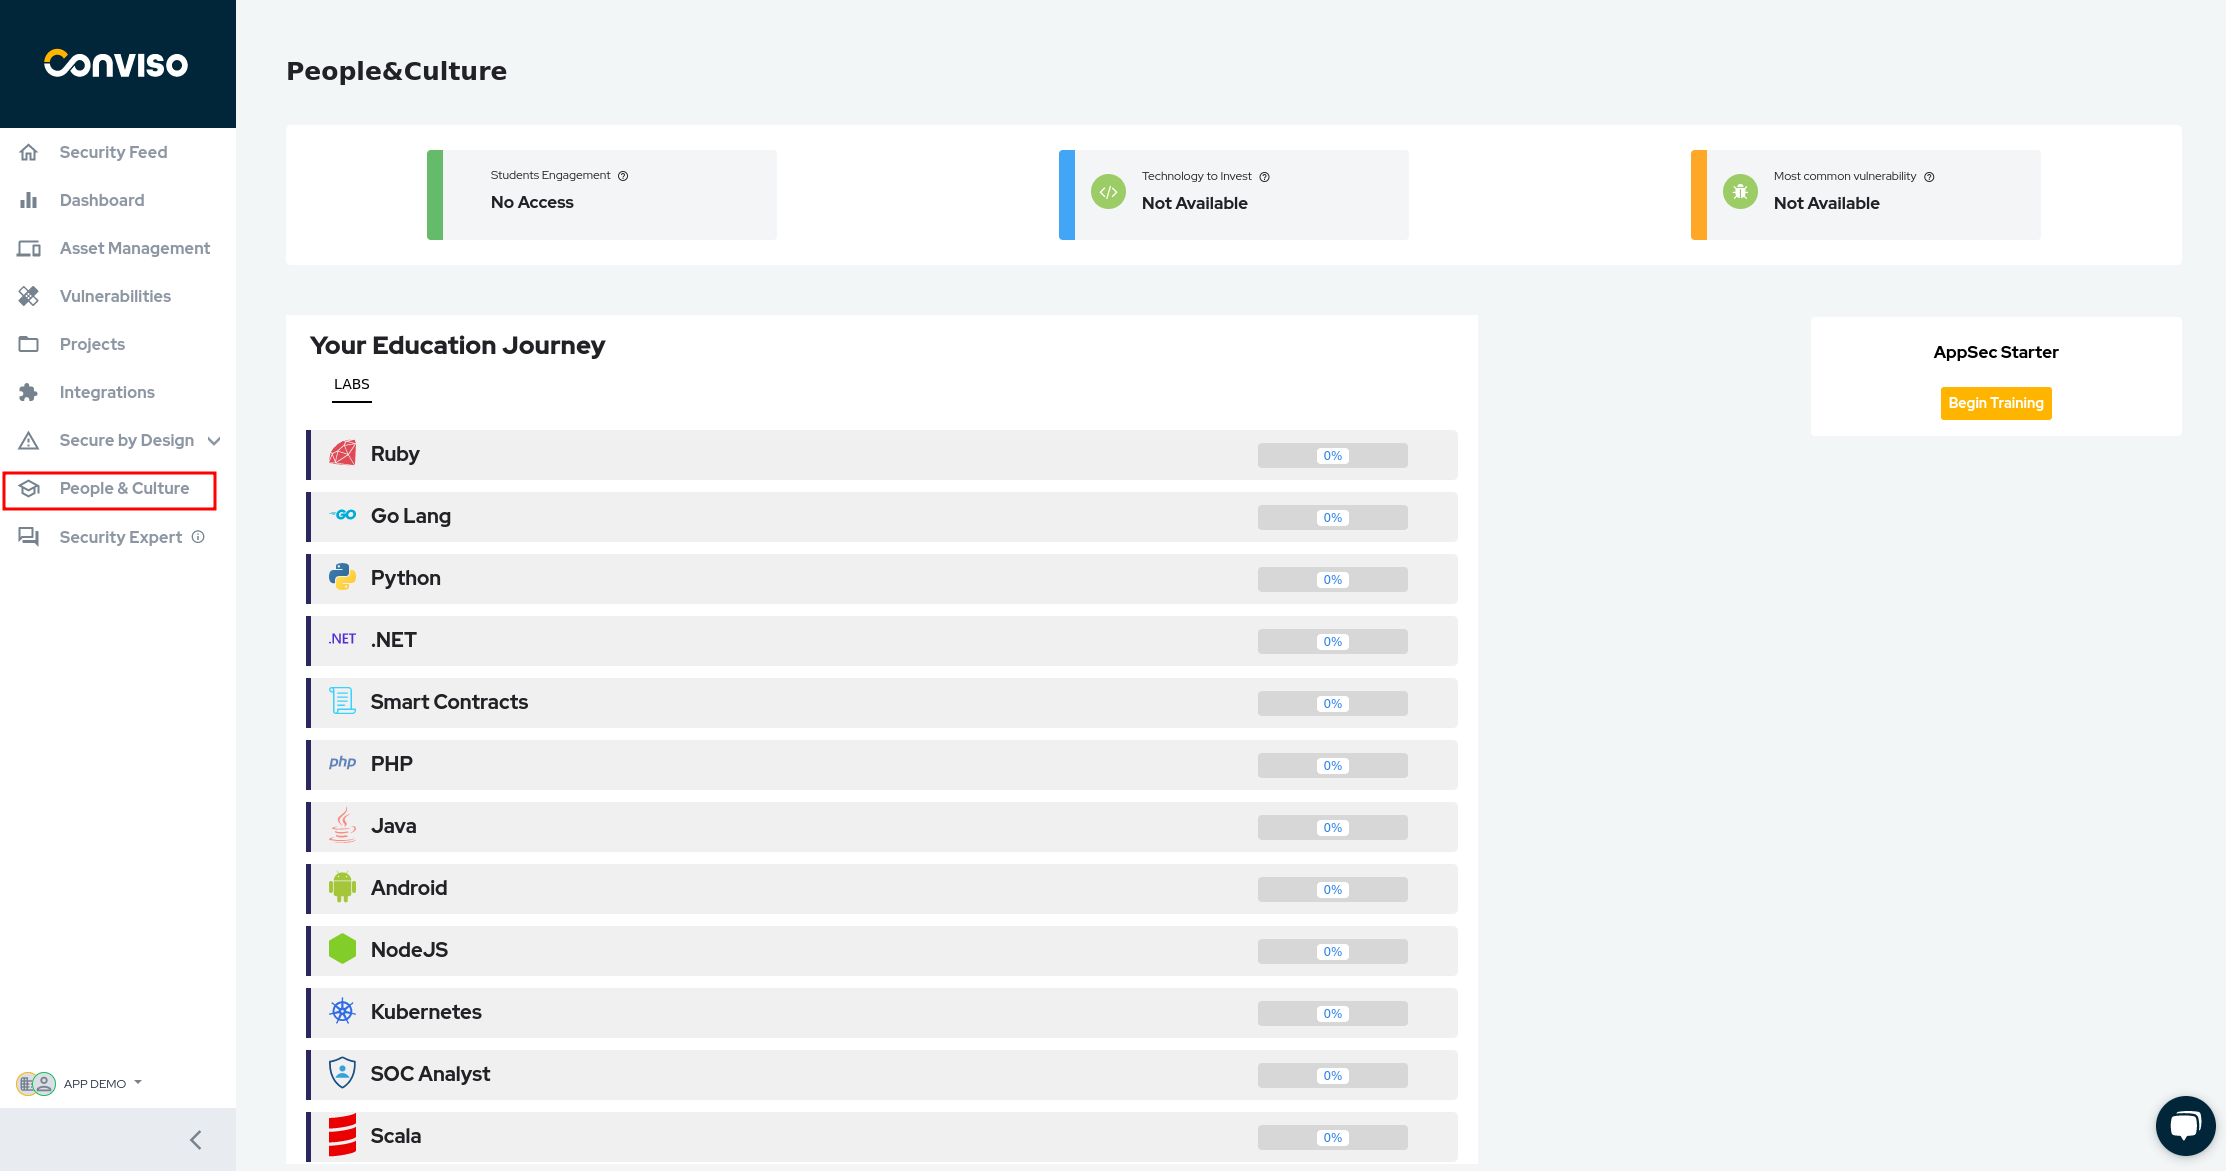 Conviso
Security Feed
Dashboard
Asset Management
Vulnerabilities
Projects
Integrations
Secure by Design
People & Culture
Security Expert
APP DEMO
People&Culture
Students Engagement
No Access
Technology to Invest
Not Available
Most common vulnerability
Not Available
Your Education Journey
LABS
Ruby 0%
GO Go Lang 0%
Python 0%
.NET .NET 0%
Smart Contracts 0%
php PHP 0%
Java 0%
Android 0%
NodeJS 0%
Kubernetes 0%
SOC Analyst 0%
Scala 0%
AppSec Starter
Begin Training